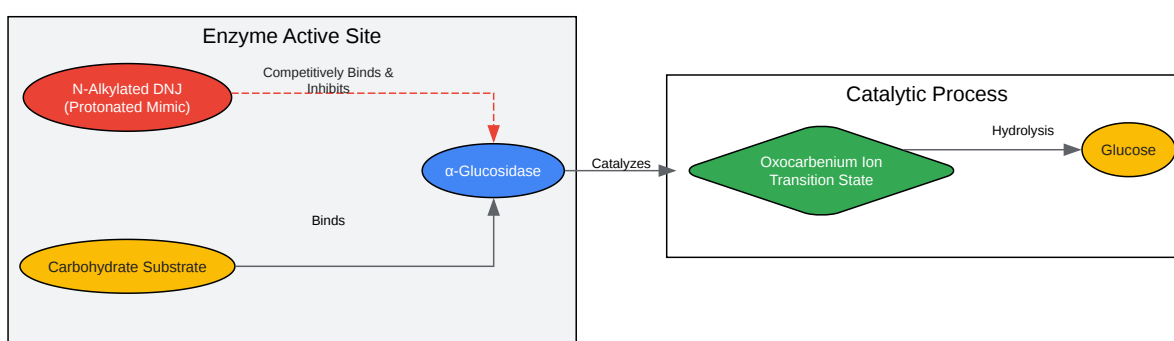 Enzyme Active Site
N-Alkylated DNJ
(Protonated Mimic)
Competitively Binds &
Inhibits
α-Glucosidase
Binds
Carbohydrate Substrate
Catalyzes
Catalytic Process
Oxocarbenium Ion
Transition State
Hydrolysis
Glucose